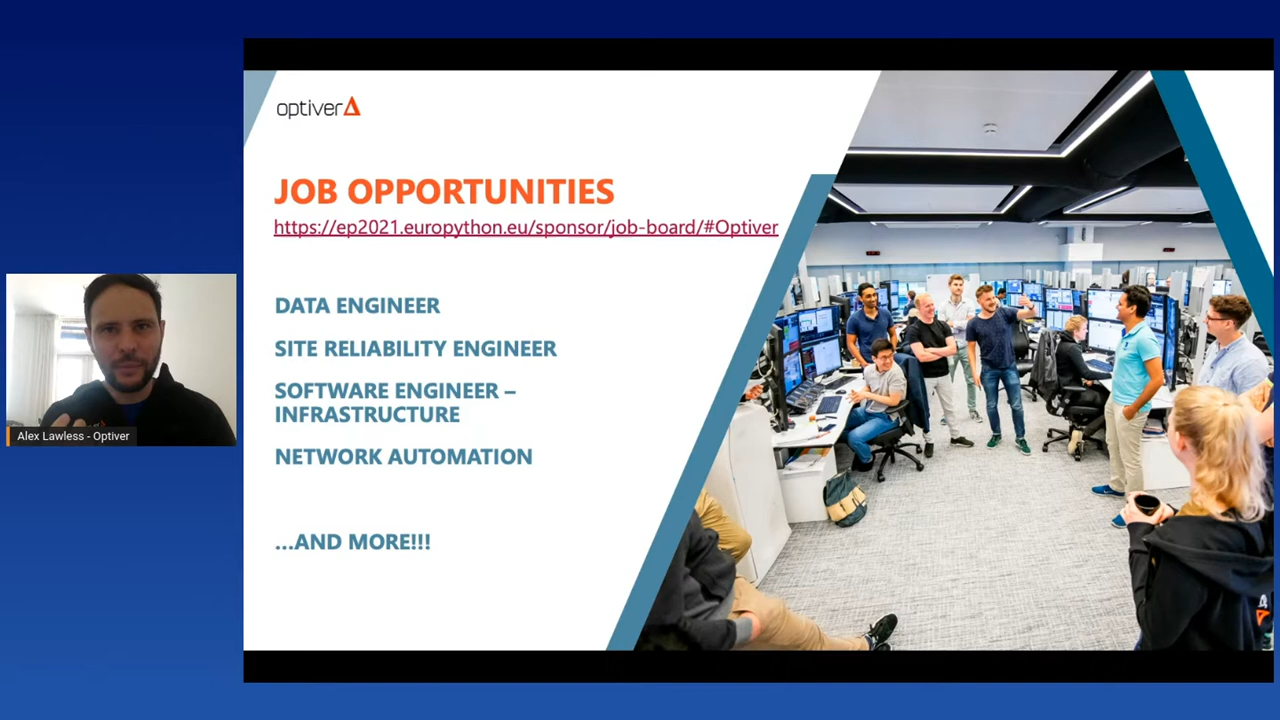 optiver
JOB OPPORTUNITIES
https://ep2021.europython.eu/sponsor/job-board/#Optiver
DATA ENGINEER
SITE RELIABILITY ENGINEER
SOFTWARE ENGINEER –
INFRASTRUCTURE
NETWORK AUTOMATION
...AND MORE!!!
Alex Lawless - Optiver